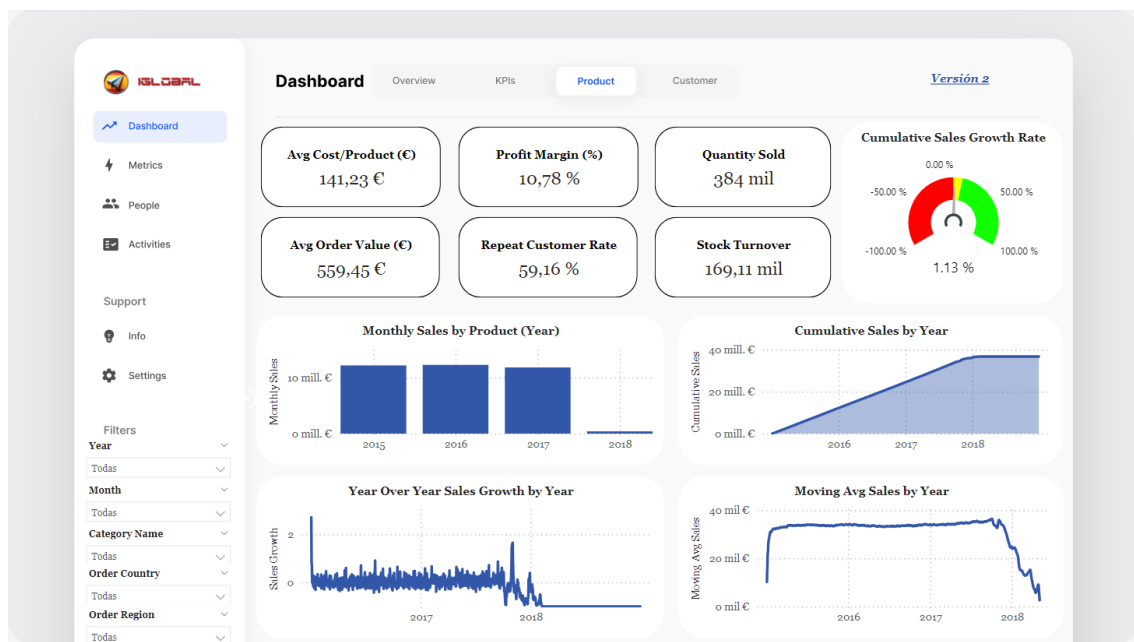 IGLOBAL
Dashboard
Metrics
People
Activities
Support
Info
Settings
Filters
Year
Todas
Month
Todas
Category Name
Todas
Order Country
Todas
Order Region
Todas
Dashboard
Overview
KPIs
Product
Customer
Versión 2
Avg Cost/Product (€)
141,23 €
Profit Margin (%)
10,78 %
Quantity Sold
384 mil
Avg Order Value (€)
559,45 €
Repeat Customer Rate
59,16 %
Stock Turnover
169,11 mil
Cumulative Sales Growth Rate
0.00 %
-50.00 %
50.00 %
-100.00 %
100.00 %
1.13 %
Monthly Sales by Product (Year)
Monthly Sales
10 mill. €
0 mill. €
2015
2016
2017
2018
Cumulative Sales by Year
Cumulative Sales
40 mill. €
20 mill. €
0 mill. €
2016
2017
2018
Year Over Year Sales Growth by Year
Sales Growth
2
0
2017
2018
Moving Avg Sales by Year
Moving Avg Sales
40 mil €
20 mil €
0 mil €
2016
2017
2018